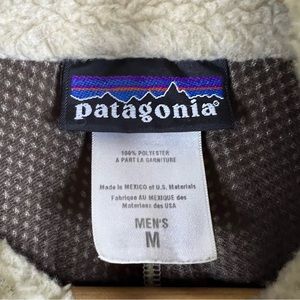 patagonia®
100% POLYESTER
A PART LA GARNITURE
Made in MEXICO of U.S. Materials
Fabriqué AU MEXIQUE des
Materiaux des USA
MEN'S
M